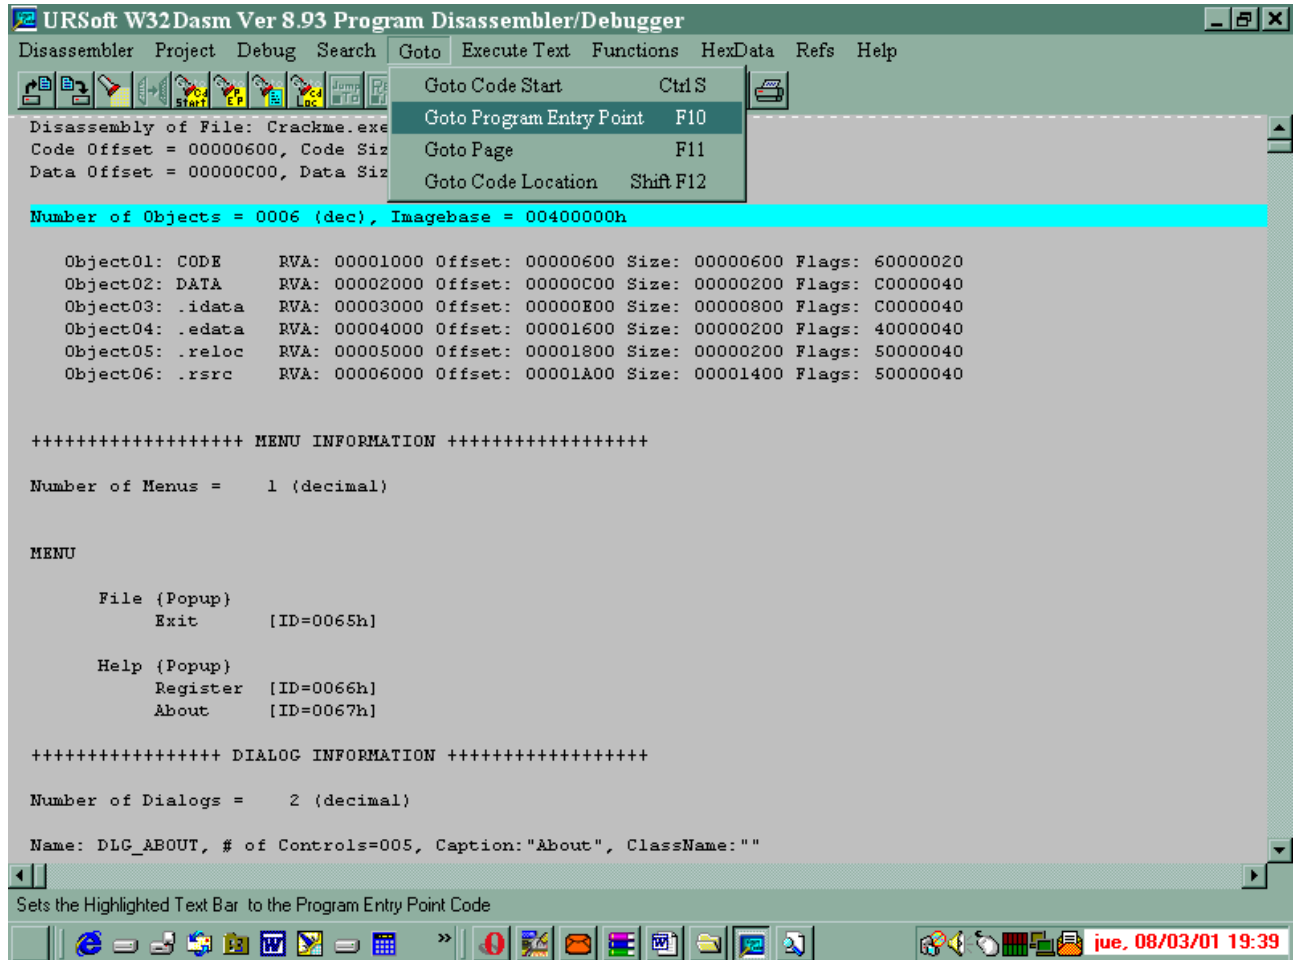 URSoft W32Dasm Ver 8.93 Program Disassembler/Debugger
Disassembler Project Debug Search Goto Execute Text Functions HexData Refs Help
Goto Code Start Ctrl S
Goto Program Entry Point F10
Goto Page F11
Goto Code Location Shift F12
Disassembly of File: Crackme.exe
Code Offset = 00000600, Code Siz
Data Offset = 00000C00, Data Siz
Number of Objects = 0006 (dec), Imagebase = 00400000h
Object01: CODE RVA: 00001000 Offset: 00000600 Size: 00000600 Flags: 60000020
Object02: DATA RVA: 00002000 Offset: 00000C00 Size: 00000200 Flags: C0000040
Object03: .idata RVA: 00003000 Offset: 00000E00 Size: 00000800 Flags: C0000040
Object04: .edata RVA: 00004000 Offset: 00001600 Size: 00000200 Flags: 40000040
Object05: .reloc RVA: 00005000 Offset: 00001800 Size: 00000200 Flags: 50000040
Object06: .rsrc RVA: 00006000 Offset: 00001A00 Size: 00001400 Flags: 50000040
+++++++++++++++++++ MENU INFORMATION ++++++++++++++++++
Number of Menus = 1 (decimal)
MENU
File {Popup}
Exit [ID=0065h]
Help {Popup}
Register [ID=0066h]
About [ID=0067h]
+++++++++++++++++ DIALOG INFORMATION ++++++++++++++++++
Number of Dialogs = 2 (decimal)
Name: DLG_ABOUT, # of Controls=005, Caption:"About", ClassName:""
Sets the Highlighted Text Bar to the Program Entry Point Code
jue, 08/03/01 19:39